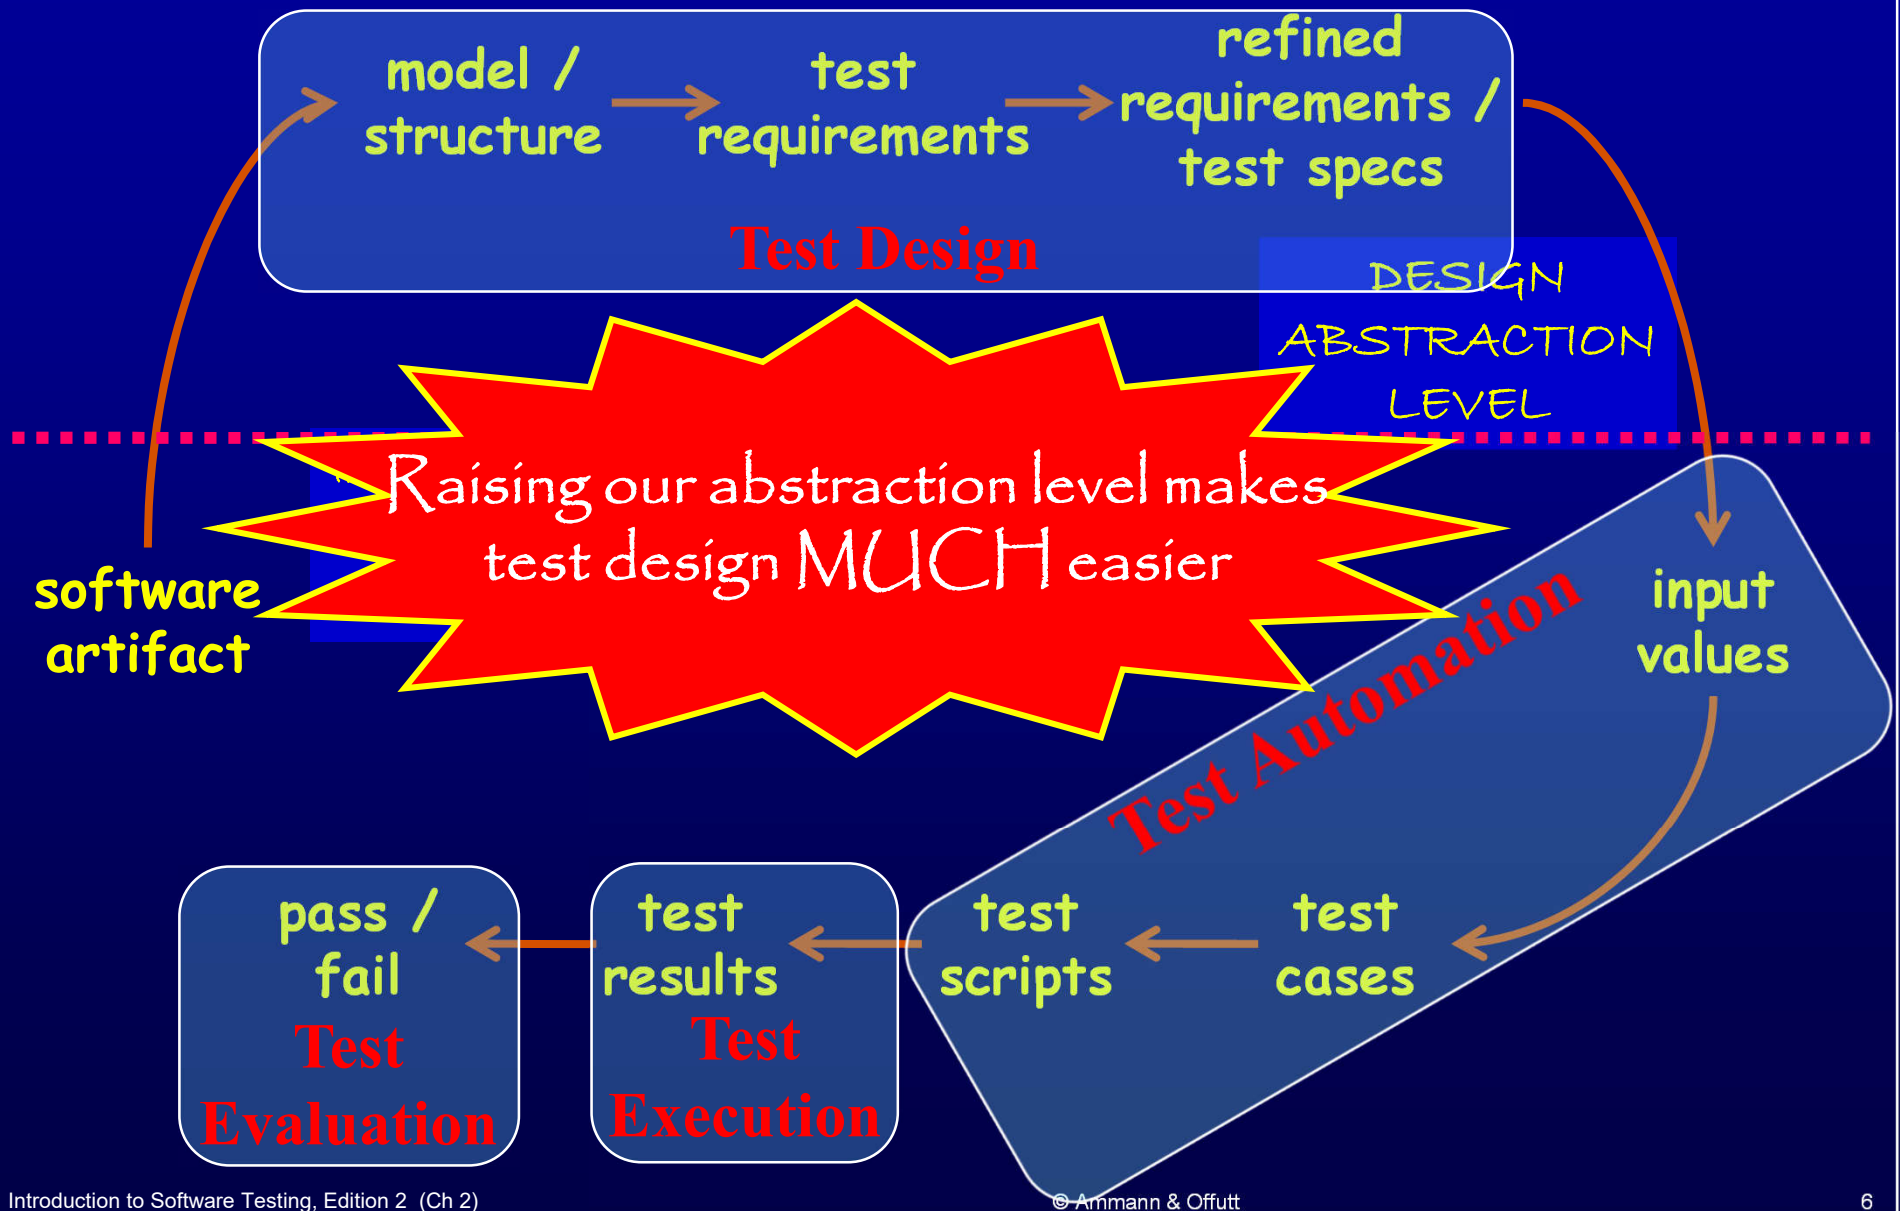 model /
structure
test
requirements
refined
requirements /
test specs
Test Design
DESIGN
ABSTRACTION
LEVEL
Raising our abstraction level makes
test design MUCH easier
software
artifact
input
values
Test Automation
pass /
fail
Test
Evaluation
test
results
Test
Execution
test
scripts
test
cases
Introduction to Software Testing, Edition 2 (Ch 2)
© Ammann & Offutt
6